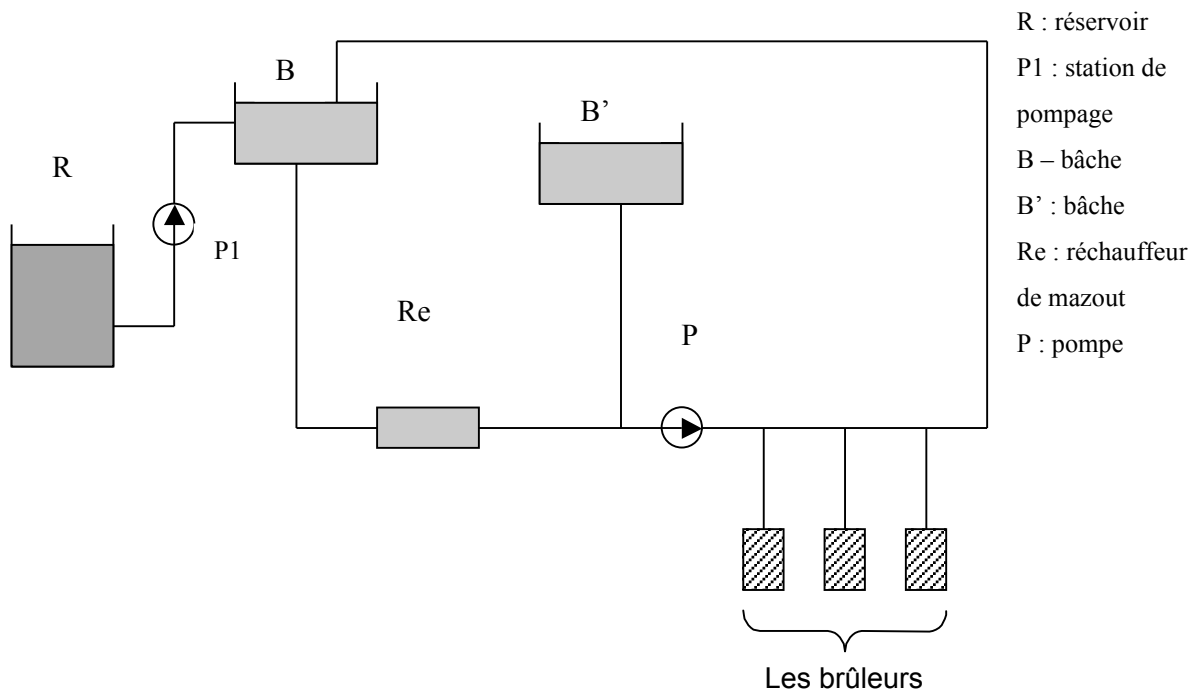 B
B’
R
P1
Re
P
R : réservoir
P1 : station de
pompage
B – bâche
B’ : bâche
Re : réchauffeur
de mazout
P : pompe
Les brûleurs